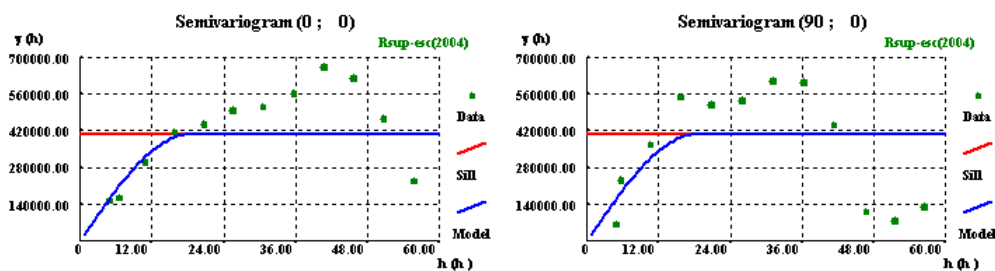 Semivariogram (0 ; 0)
γ (h)
Rsup-esc(2004)
700000.00
560000.00
420000.00
280000.00
140000.00
0
12.00
24.00
36.00
48.00
60.00
h (h )
Data
Sill
Model
Semivariogram (90 ; 0)
γ (h)
Rsup-esc(2004)
700000.00
560000.00
420000.00
280000.00
140000.00
0
12.00
24.00
36.00
48.00
60.00
h (h )
Data
Sill
Model